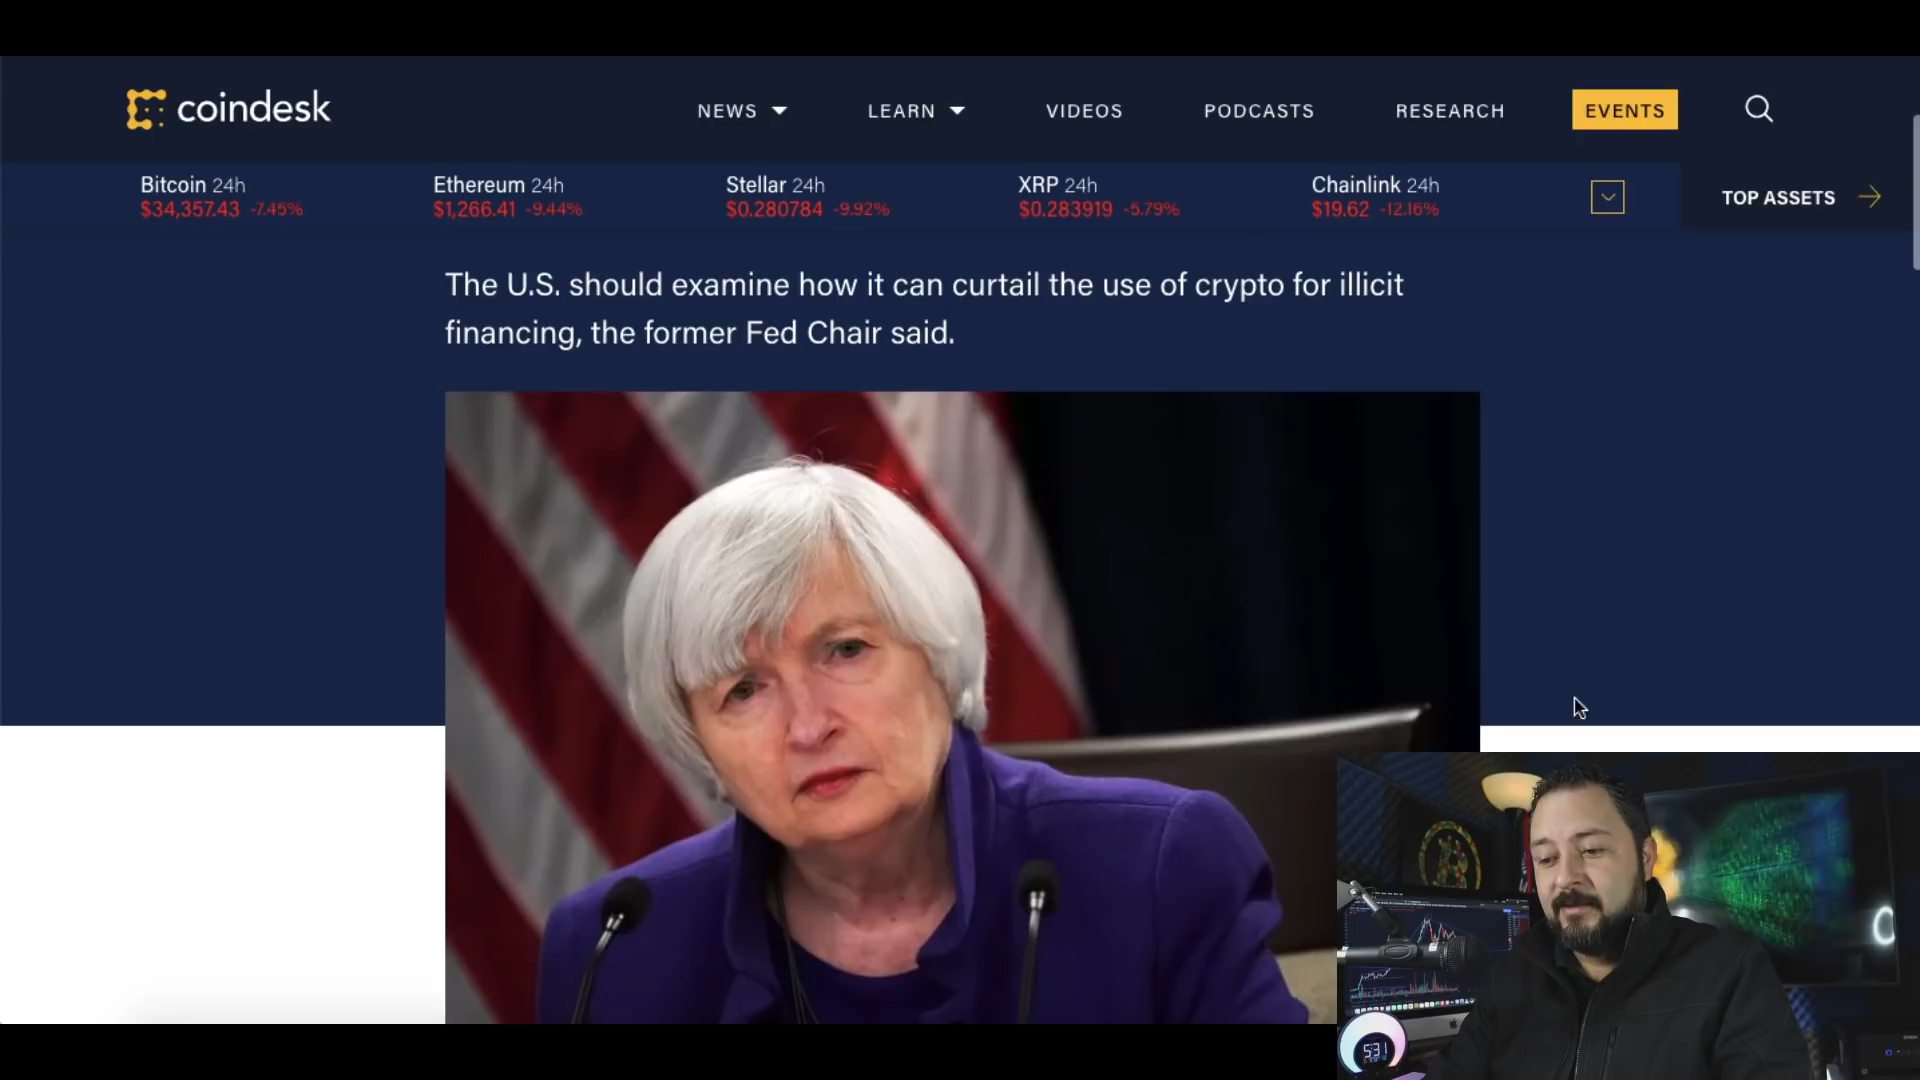 coindesk
NEWS
LEARN
VIDEOS
PODCASTS
RESEARCH
EVENTS
Bitcoin 24h
$34,357.43 -7.45%
Ethereum 24h
$1,266.41 -9.44%
Stellar 24h
$0.280784 -9.92%
XRP 24h
$0.283919 -5.79%
Chainlink 24h
$19.62 -12.16%
TOP ASSETS
The U.S. should examine how it can curtail the use of crypto for illicit
financing, the former Fed Chair said.
5:31